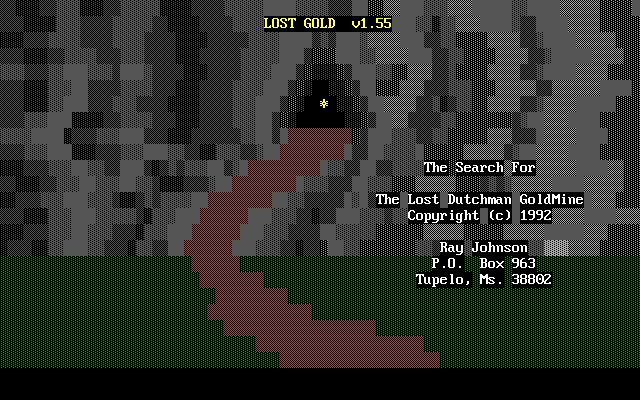 LOST GOLD v1.55
*
The Search For
The Lost Dutchman GoldMine
Copyright (c) 1992
Ray Johnson
P.O. Box 963
Tupelo, Ms. 38802